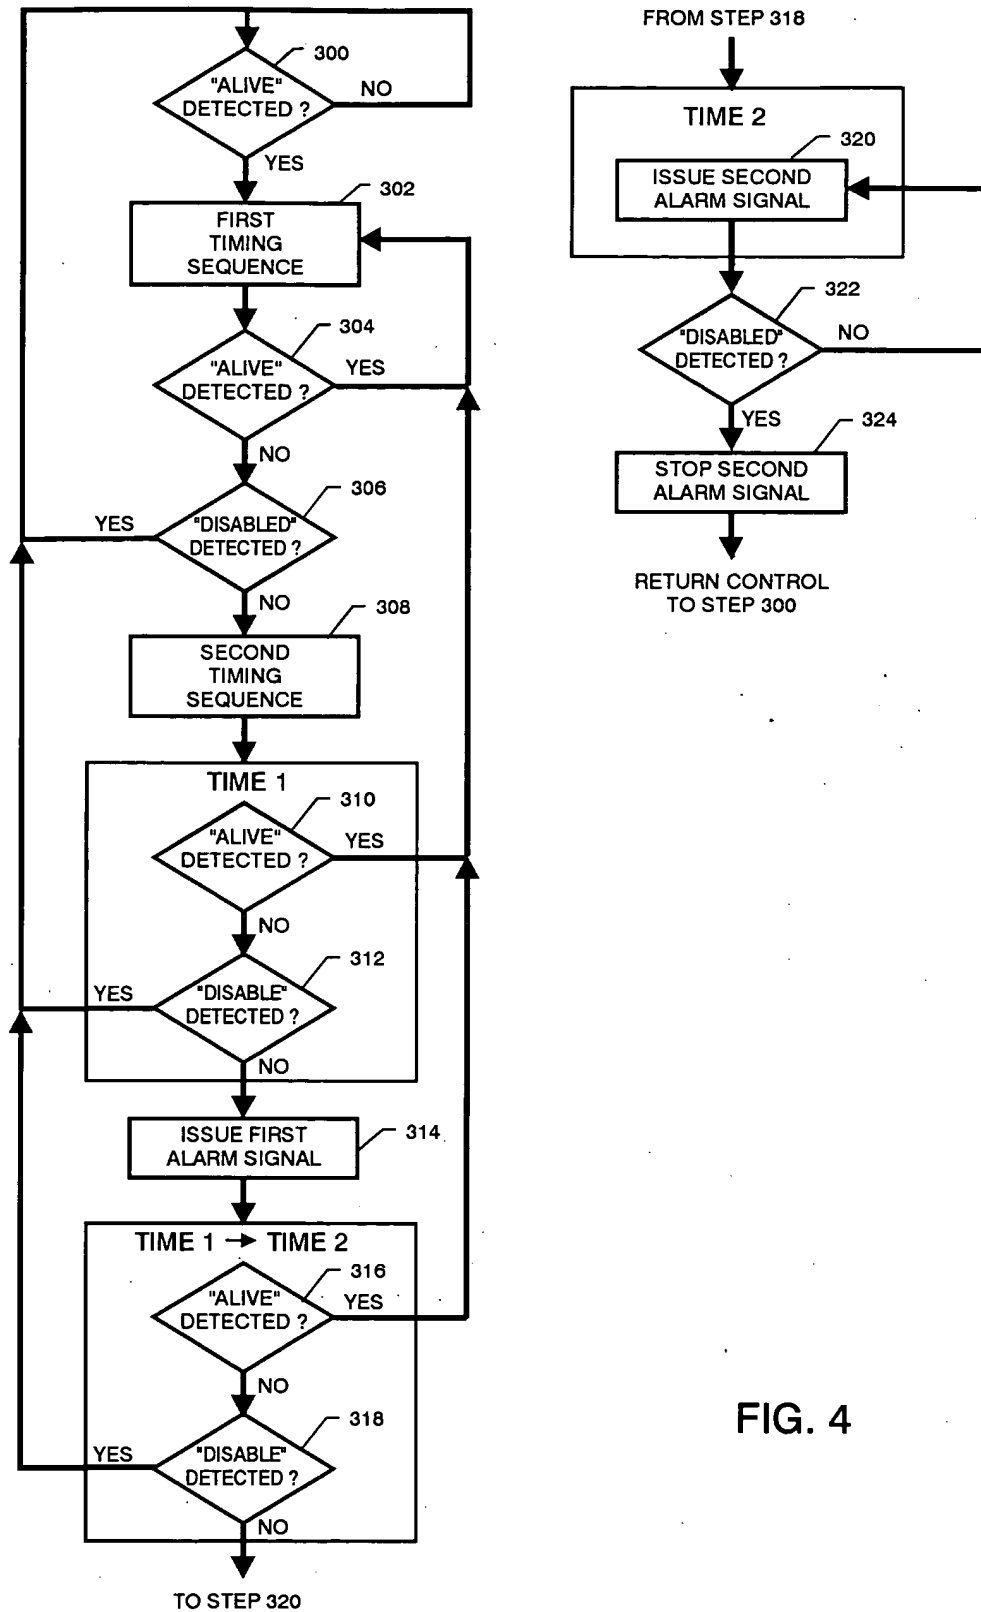 300
"ALIVE"
DETECTED ?
NO
YES
302
FIRST
TIMING
SEQUENCE
304
"ALIVE"
DETECTED ?
YES
NO
306
"DISABLED"
DETECTED ?
YES
NO
308
SECOND
TIMING
SEQUENCE
TIME 1
310
"ALIVE"
DETECTED ?
YES
NO
312
"DISABLE"
DETECTED ?
YES
NO
ISSUE FIRST
ALARM SIGNAL
314
TIME 1 → TIME 2
316
"ALIVE"
DETECTED ?
YES
NO
318
"DISABLE"
DETECTED ?
YES
NO
TO STEP 320
FROM STEP 318
TIME 2
320
ISSUE SECOND
ALARM SIGNAL
322
"DISABLED"
DETECTED ?
NO
YES
324
STOP SECOND
ALARM SIGNAL
RETURN CONTROL
TO STEP 300
FIG. 4